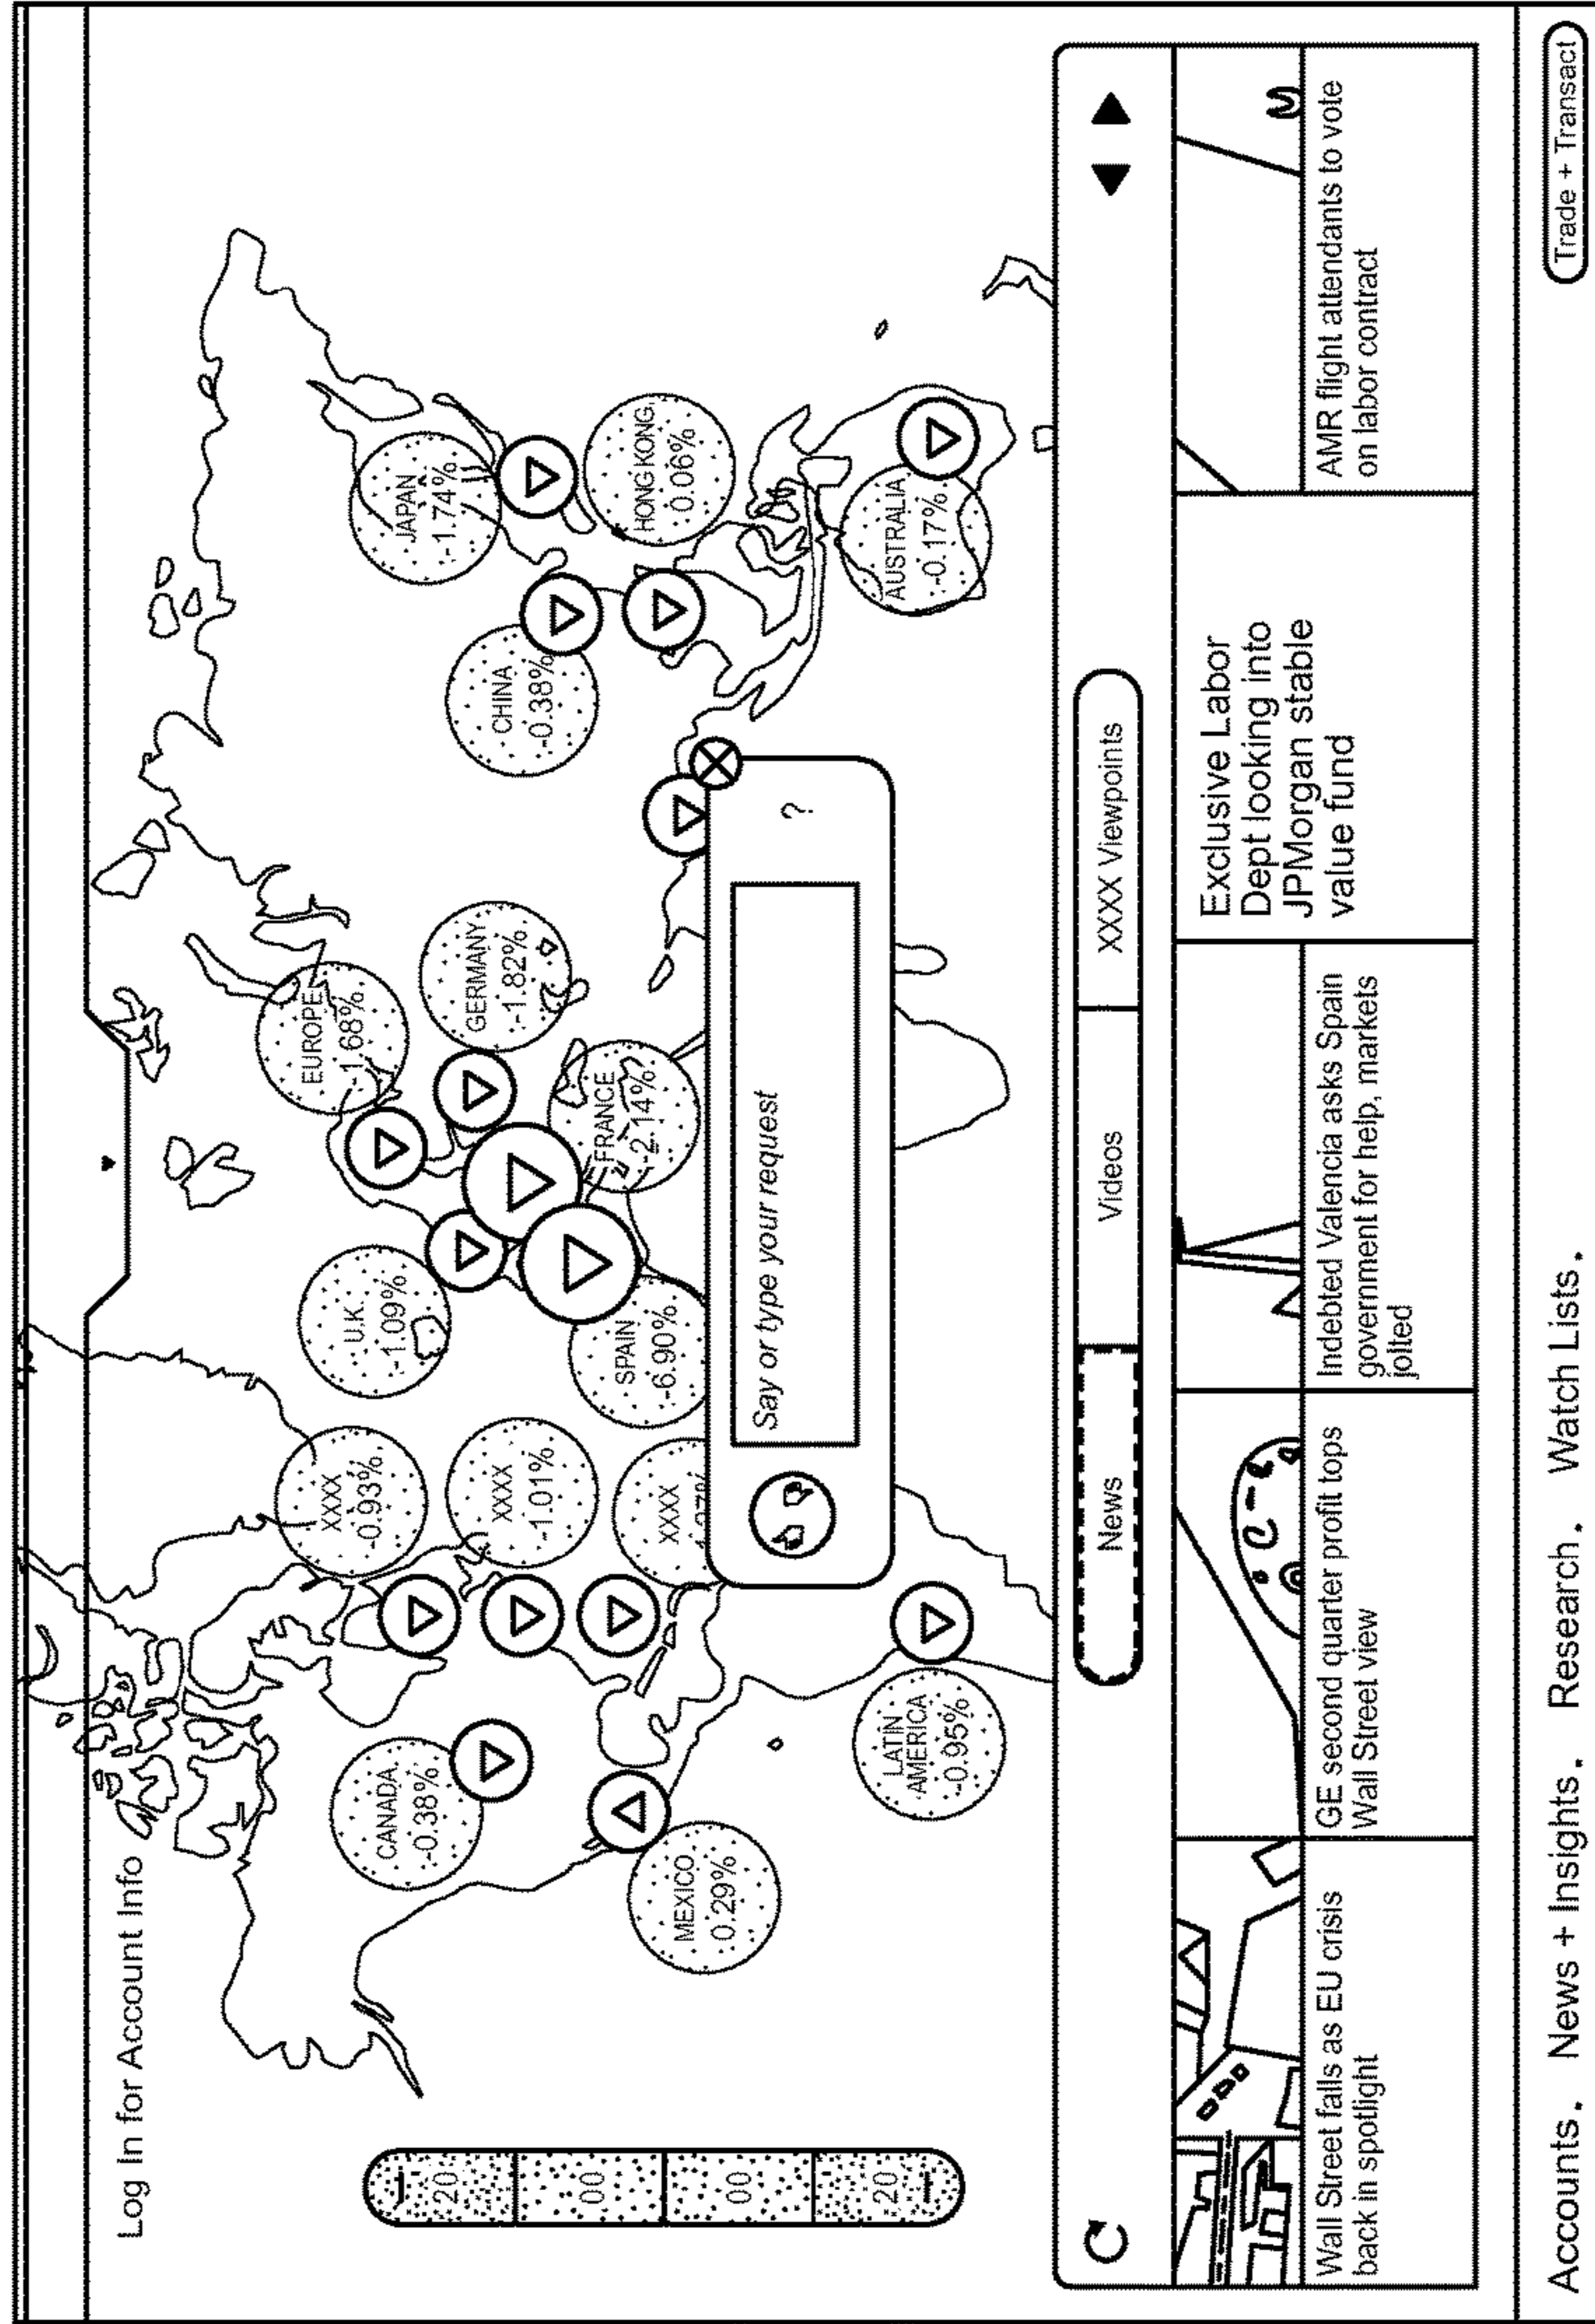 Log In for Account Info
20
00
00
20
CANADA
-0.38%
MEXICO
0.29%
LATIN
AMERICA
-0.95%
XXXX
-0.93%
XXXX
-1.01%
XXXX
U.K.
-1.09%
SPAIN
-6.90%
EUROPE
-1.68%
GERMANY
-1.82%
FRANCE
-2.14%
CHINA
-0.38%
JAPAN
-1.74%
HONG KONG
0.06%
AUSTRALIA
-0.17%
Say or type your request
?
News
Videos
XXXX Viewpoints
Wall Street falls as EU crisis
back in spotlight
GE second quarter profit tops
Wall Street view
Indebted Valencia asks Spain
government for help, markets
jolted
Exclusive Labor
Dept looking into
JPMorgan stable
value fund
AMR flight attendants to vote
on labor contract
Accounts. News + Insights. Research. Watch Lists.
Trade + Transact